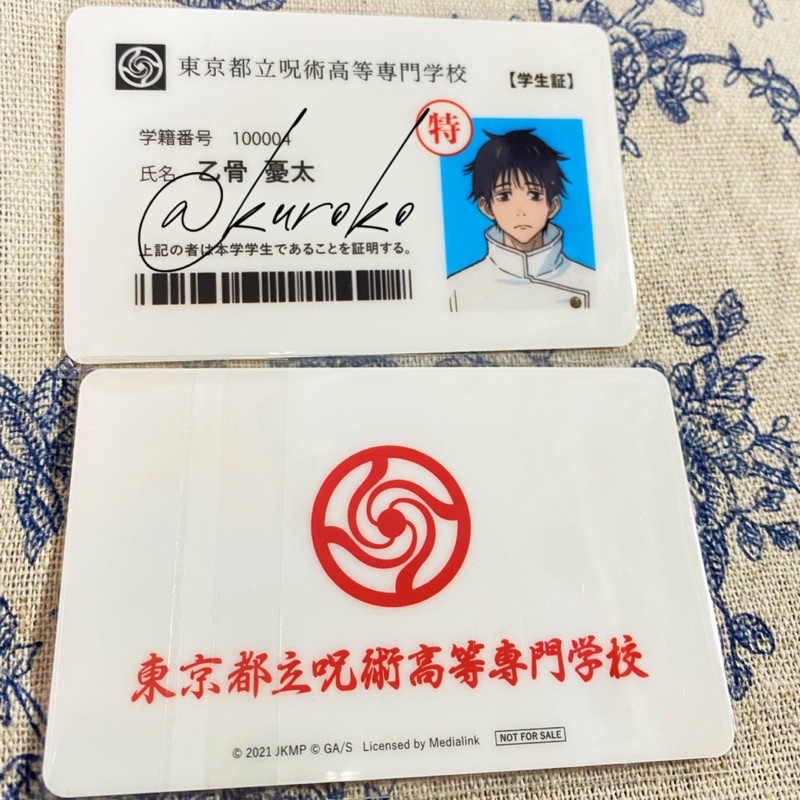 東京都立呪術高等専門学校 【学生証】
特
学籍番号 100004
氏名 乙骨 憂太
@kuroko
上記の者は本学学生であることを証明する。
東京都立呪術高等専門学校
© 2021 JKMP © GA/S Licensed by Medialink NOT FOR SALE